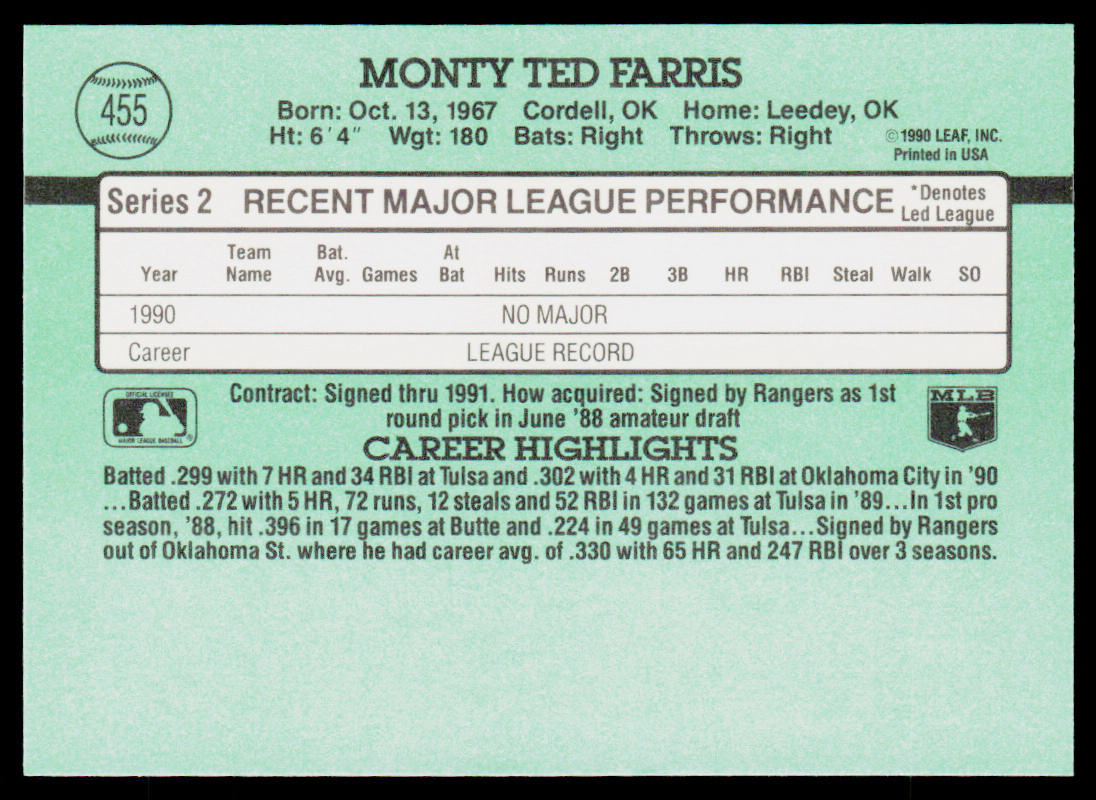 455
MONTY TED FARRIS
Born: Oct. 13, 1967 Cordell, OK Home: Leedey, OK
Ht: 6'4" Wgt: 180 Bats: Right Throws: Right
©1990 LEAF, INC.
Printed in USA
Series 2 RECENT MAJOR LEAGUE PERFORMANCE *Denotes Led League
Year Team Name Bat. Avg. Games At Bat Hits Runs 2B 3B HR RBI Steal Walk SO
1990 NO MAJOR
Career LEAGUE RECORD
OFFICIAL LICENSEE
MAJOR LEAGUE BASEBALL
®
Contract: Signed thru 1991. How acquired: Signed by Rangers as 1st
round pick in June '88 amateur draft
MLB
CAREER HIGHLIGHTS
Batted .299 with 7 HR and 34 RBI at Tulsa and .302 with 4 HR and 31 RBI at Oklahoma City in '90
...Batted .272 with 5 HR, 72 runs, 12 steals and 52 RBI in 132 games at Tulsa in '89...In 1st pro
season, '88, hit .396 in 17 games at Butte and .224 in 49 games at Tulsa...Signed by Rangers
out of Oklahoma St. where he had career avg. of .330 with 65 HR and 247 RBI over 3 seasons.